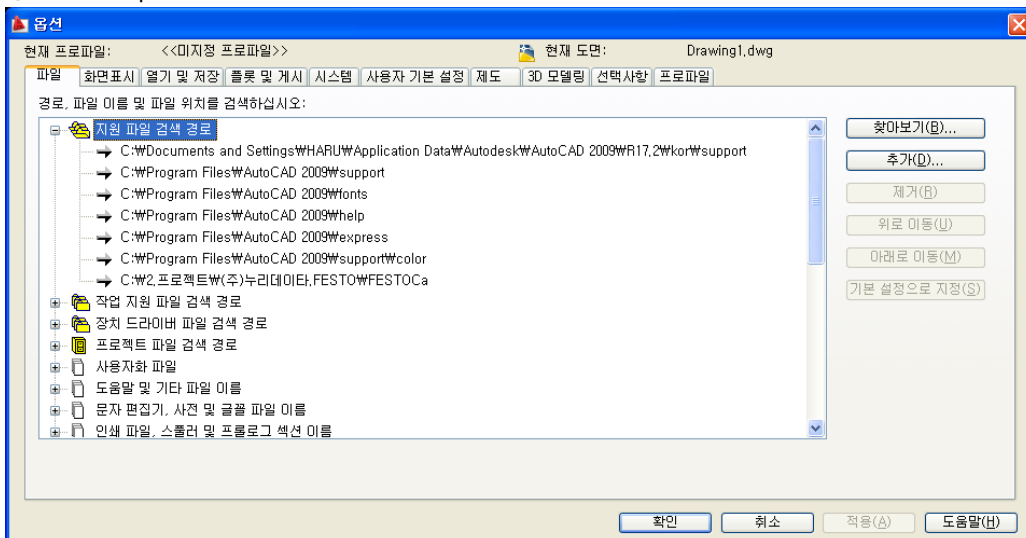 옵션
현재 프로파일: <<미지정 프로파일>> 현재 도면: Drawing1.dwg
파일 화면표시 열기 및 저장 플롯 및 게시 시스템 사용자 기본 설정 제도 3D 모델링 선택사항 프로파일
경로, 파일 이름 및 파일 위치를 검색하십시오:
지원 파일 검색 경로
C:₩Documents and Settings₩HARU₩Application Data₩Autodesk₩AutoCAD 2009₩R17.2₩kor₩support
C:₩Program Files₩AutoCAD 2009₩support
C:₩Program Files₩AutoCAD 2009₩fonts
C:₩Program Files₩AutoCAD 2009₩help
C:₩Program Files₩AutoCAD 2009₩express
C:₩Program Files₩AutoCAD 2009₩support₩color
C:₩2.프로젝트₩(주)누리데이타.FESTO₩FESTOCa
작업 지원 파일 검색 경로
장치 드라이버 파일 검색 경로
프로젝트 파일 검색 경로
사용자화 파일
도움말 및 기타 파일 이름
문자 편집기, 사전 및 글꼴 파일 이름
인쇄 파일, 스풀러 및 프롤로그 섹션 이름
찾아보기(B)...
추가(D)...
제거(R)
위로 이동(U)
아래로 이동(M)
기본 설정으로 지정(S)
확인 취소 적용(A) 도움말(H)